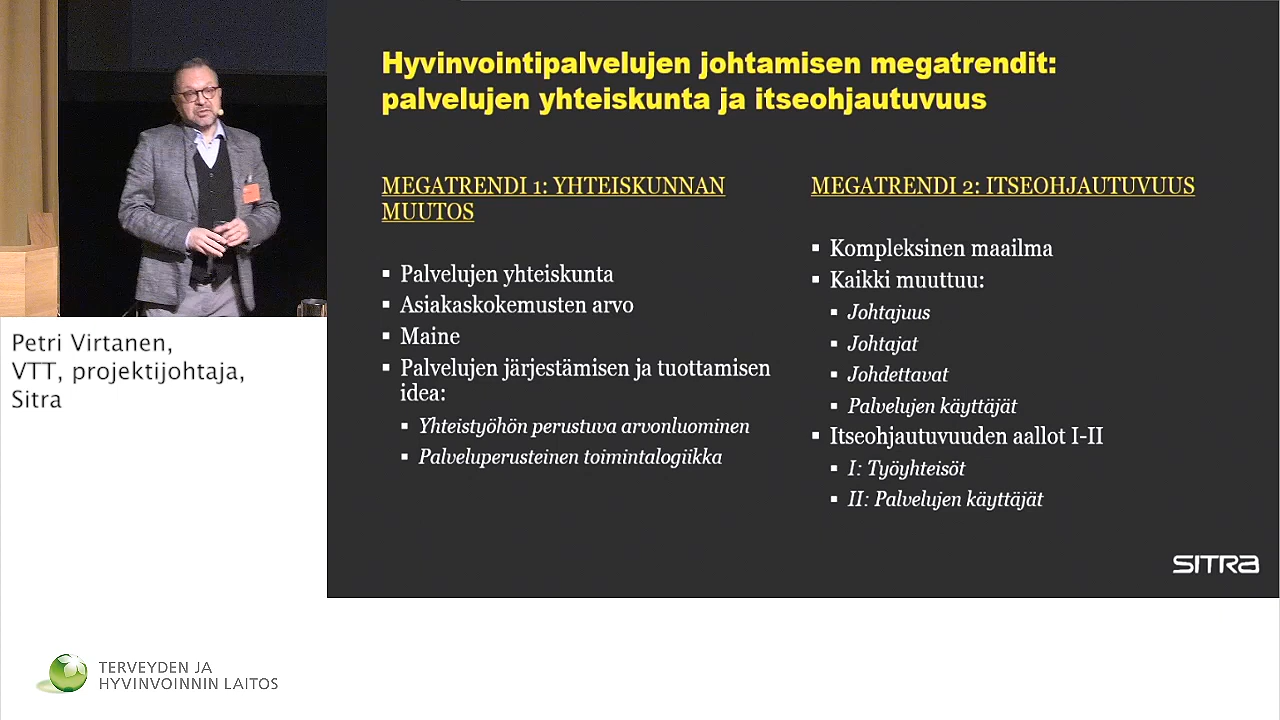 Hyvinvointipalvelujen johtamisen megatrendit:
palvelujen yhteiskunta ja itseohjautuvuus
MEGATRENDI 1: YHTEISKUNNAN
MUUTOS
▪ Palvelujen yhteiskunta
▪ Asiakaskokemusten arvo
▪ Maine
▪ Palvelujen järjestämisen ja tuottamisen
idea:
▪ Yhteistyöhön perustuva arvonluominen
▪ Palveluperusteinen toimintalogiikka
MEGATRENDI 2: ITSEOHJAUTUVUUS
▪ Kompleksinen maailma
▪ Kaikki muuttuu:
▪ Johtajuus
▪ Johtajat
▪ Johdettavat
▪ Palvelujen käyttäjät
▪ Itseohjautuvuuden aallot I-II
▪ I: Työyhteisöt
▪ II: Palvelujen käyttäjät
SITRA
Petri Virtanen,
VTT, projektijohtaja,
Sitra
TERVEYDEN JA
HYVINVOINNIN LAITOS